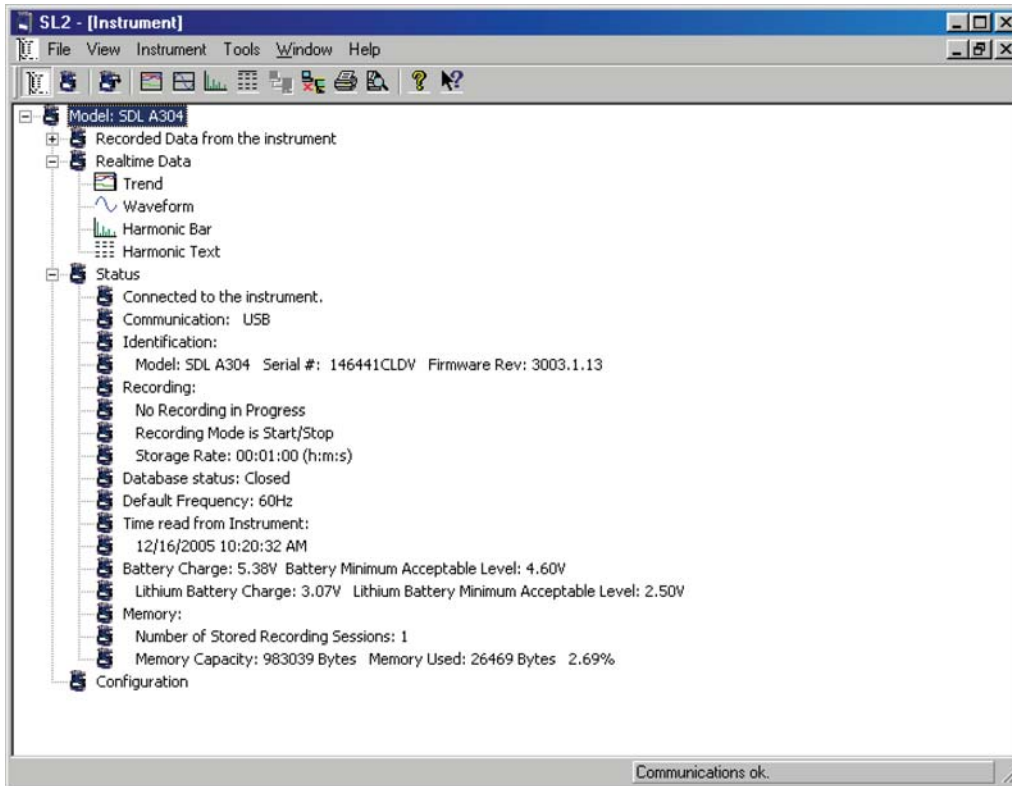 SL2 - [Instrument]
File View Instrument Tools Window Help
Model: SDL A304
Recorded Data from the instrument
Realtime Data
Trend
Waveform
Harmonic Bar
Harmonic Text
Status
Connected to the instrument.
Communication: USB
Identification:
Model: SDL A304 Serial #: 146441CLDV Firmware Rev: 3003.1.13
Recording:
No Recording in Progress
Recording Mode is Start/Stop
Storage Rate: 00:01:00 (h:m:s)
Database status: Closed
Default Frequency: 60Hz
Time read from Instrument:
12/16/2005 10:20:32 AM
Battery Charge: 5.38V Battery Minimum Acceptable Level: 4.60V
Lithium Battery Charge: 3.07V Lithium Battery Minimum Acceptable Level: 2.50V
Memory:
Number of Stored Recording Sessions: 1
Memory Capacity: 983039 Bytes Memory Used: 26469 Bytes 2.69%
Configuration
Communications ok.